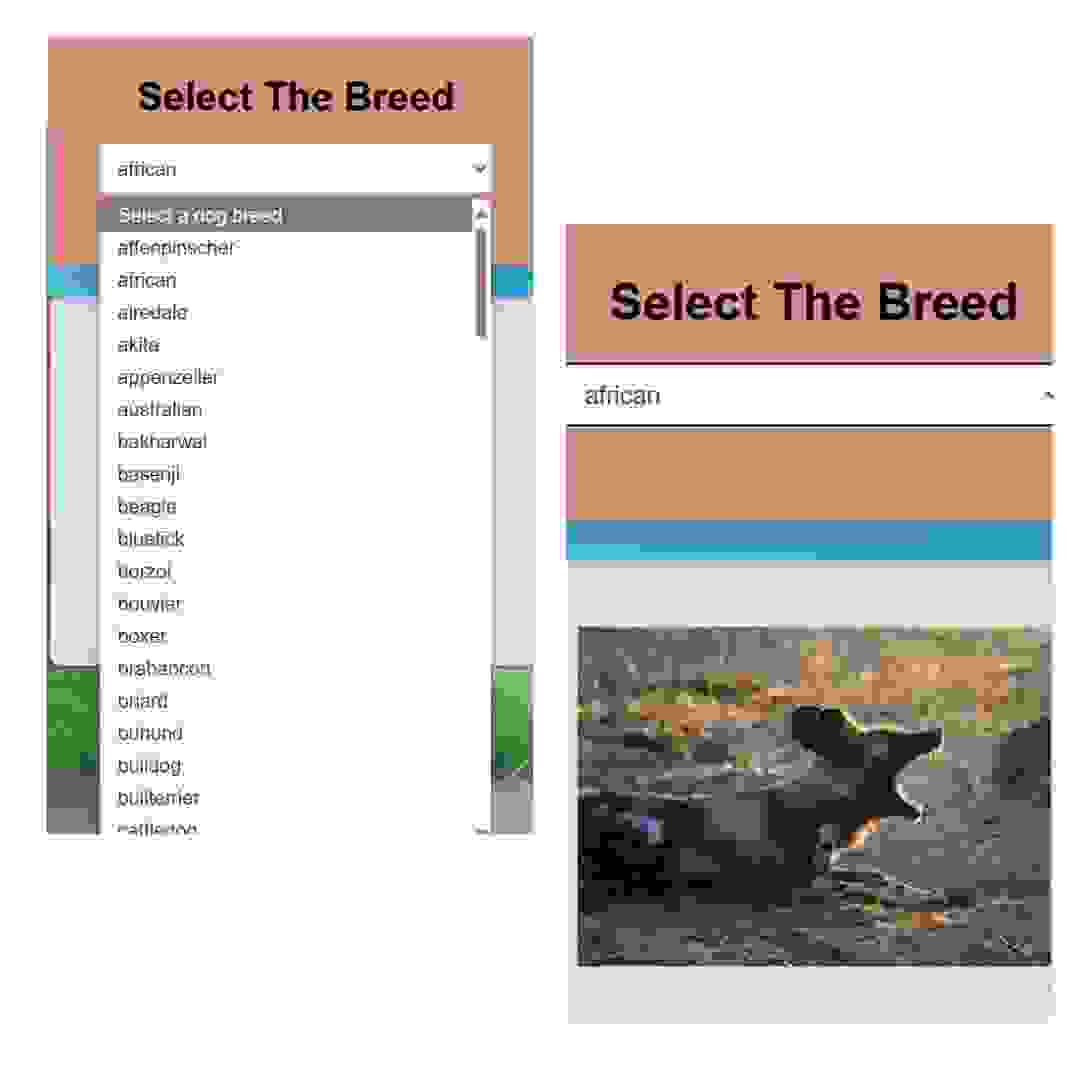 Select The Breed
african
Select a dog breed
affenpinscher
african
airedale
akita
appenzeller
australian
bakharwal
basenji
beagle
bluetick
borzoi
bouvier
boxer
brabancon
briard
buhund
bulldog
bullterrier
cattledog
Select The Breed
african